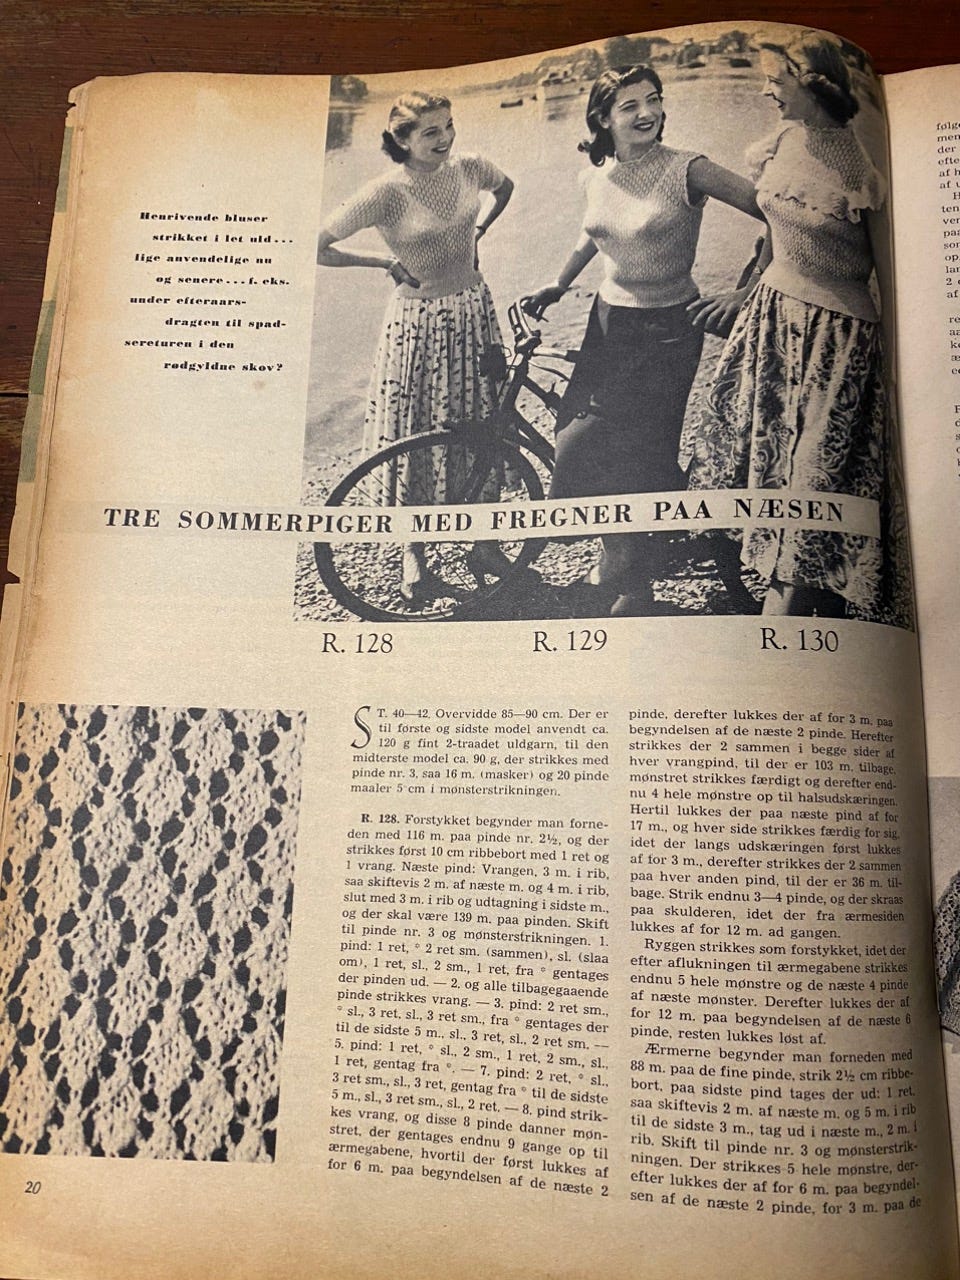 Henrivende bluser
strikket i let uld...
lige anvendelige nu
og senere...f. eks.
under efteraars-
dragten til spad-
sereturen i den
rødgyldne skov?
TRE SOMMERPIGER MED FREGNER PAA NÆSEN
R. 128 R. 129 R. 130
ST. 40—42. Overvidde 85—90 cm. Der er
til første og sidste model anvendt ca.
120 g fint 2-traadet uldgarn, til den
midterste model ca. 90 g, der strikkes med
pinde nr. 3, saa 16 m. (masker) og 20 pinde
maaler 5 cm i mønsterstrikningen.
R. 128. Forstykket begynder man forne-
den med 116 m. paa pinde nr. 2½, og der
strikkes først 10 cm ribbebort med 1 ret og
1 vrang. Næste pind: Vrangen, 3 m. i rib,
saa skiftevis 2 m. af næste m. og 4 m. i rib,
slut med 3 m. i rib og udtagning i sidste m.,
og der skal være 139 m. paa pinden. Skift
til pinde nr. 3 og mønsterstrikningen. 1.
pind: 1 ret, * 2 ret sm. (sammen), sl. (slaa
om), 1 ret, sl., 2 sm., 1 ret, fra * gentages
der pinden ud. — 2. og alle tilbagegaaende
pinde strikkes vrang. — 3. pind: 2 ret sm.,
* sl., 3 ret, sl., 3 ret sm., fra * gentages der
til de sidste 5 m., sl., 3 ret, sl., 2 ret sm. —
5. pind: 1 ret, * sl., 2 sm., 1 ret, 2 sm., sl.,
1 ret, gentag fra *. — 7. pind: 2 ret, * sl.,
3 ret sm., sl., 3 ret, gentag fra * til de sidste
5 m., sl., 3 ret sm., sl., 2 ret. — 8. pind strik-
kes vrang, og disse 8 pinde danner møn-
stret, der gentages endnu 9 gange op til
ærmegabene, hvortil der først lukkes af
for 6 m. paa begyndelsen af de næste 2
pinde, derefter lukkes der af for 3 m. paa
begyndelsen af de næste 2 pinde. Herefter
strikkes der 2 sammen i begge sider af
hver vrangpind, til der er 103 m. tilbage,
mønstret strikkes færdigt og derefter end-
nu 4 hele mønstre op til halsudskæringen.
Hertil lukkes der paa næste pind af for
17 m., og hver side strikkes færdig for sig,
idet der langs udskæringen først lukkes
af for 3 m., derefter strikkes der 2 sammen
paa hver anden pind, til der er 36 m. til-
bage. Strik endnu 3—4 pinde, og der skraas
paa skulderen, idet der fra ærmesiden
lukkes af for 12 m. ad gangen.
Ryggen strikkes som forstykket, idet der
efter aflukningen til ærmegabene strikkes
endnu 5 hele mønstre og de næste 4 pinde
af næste mønster. Derefter lukkes der af
for 12 m. paa begyndelsen af de næste 6
pinde, resten lukkes løst af.
Ærmerne begynder man forneden med
88 m. paa de fine pinde, strik 2½ cm ribbe-
bort, paa sidste pind tages der ud: 1 ret,
saa skiftevis 2 m. af næste m. og 5 m. i rib
til de sidste 3 m., tag ud i næste m., 2 m. i
rib. Skift til pinde nr. 3 og mønsterstrik-
ningen. Der strikkes 5 hele mønstre, der-
efter lukkes der af for 6 m. paa begyndel-
sen af de næste 2 pinde, for 3 m. paa de
20